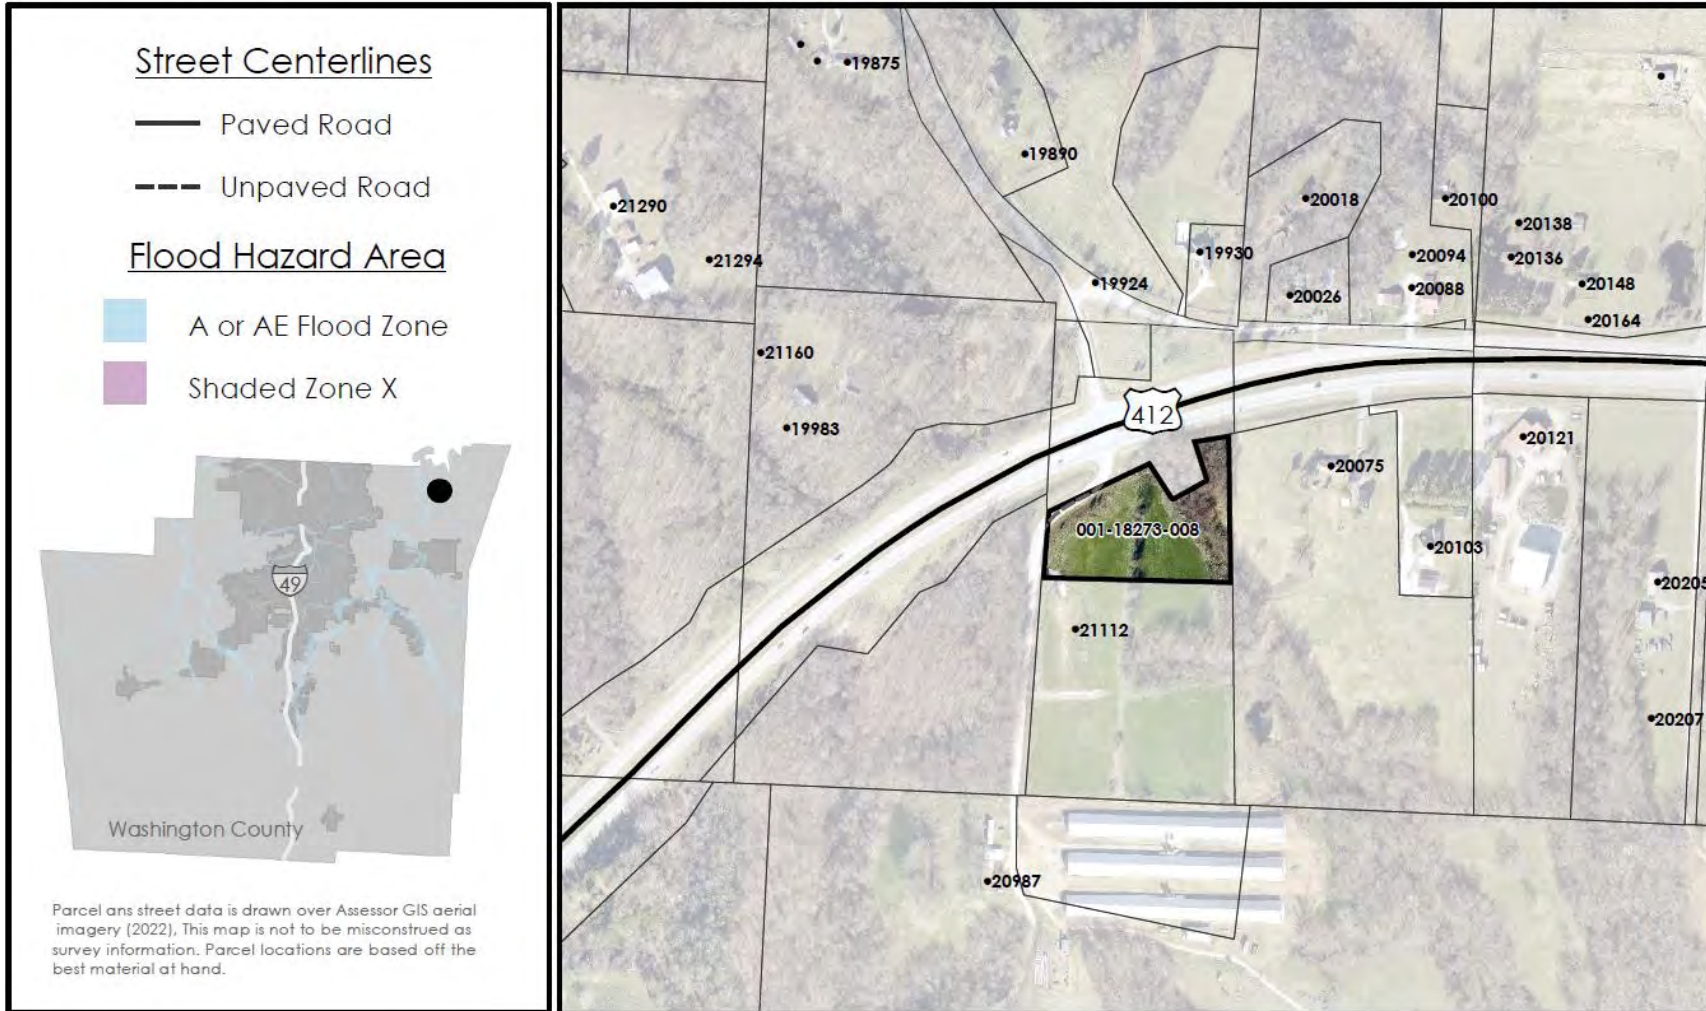 Street Centerlines
Paved Road
Unpaved Road
Flood Hazard Area
A or AE Flood Zone
Shaded Zone X
49
Washington County
Parcel ans street data is drawn over Assessor GIS aerial
imagery (2022), This map is not to be misconstrued as
survey information. Parcel locations are based off the
best material at hand.
19875
19890
21290
20018
20100
20138
21294
19930
20094
20136
19924
20026
20088
20148
20164
21160
412
19983
20121
20075
001-18273-008
20103
20205
21112
20207
20987